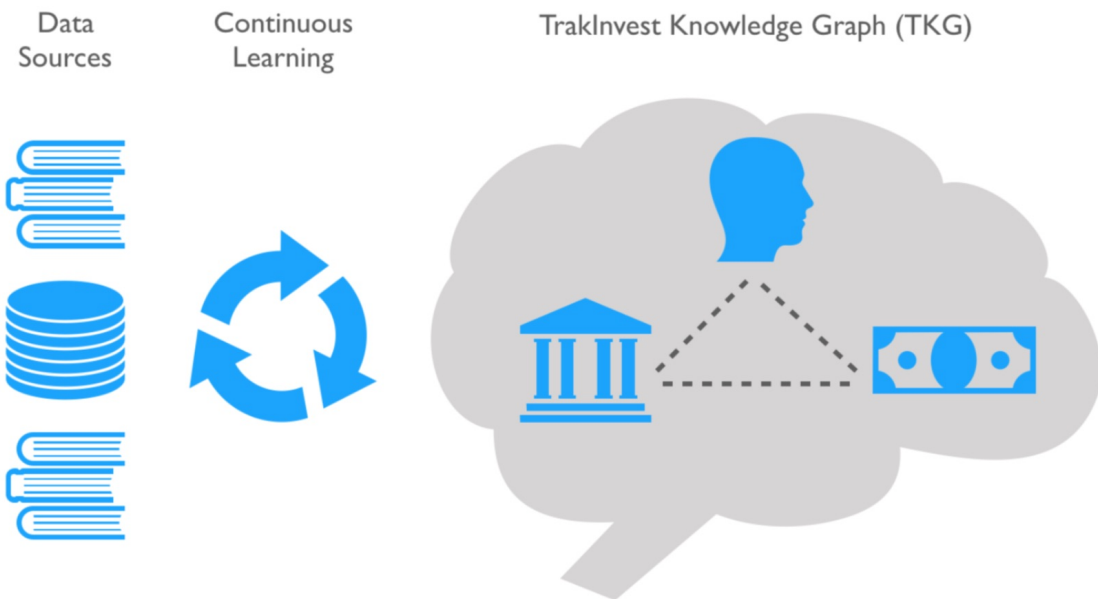 Data
Sources
Continuous
Learning
TrakInvest Knowledge Graph (TKG)